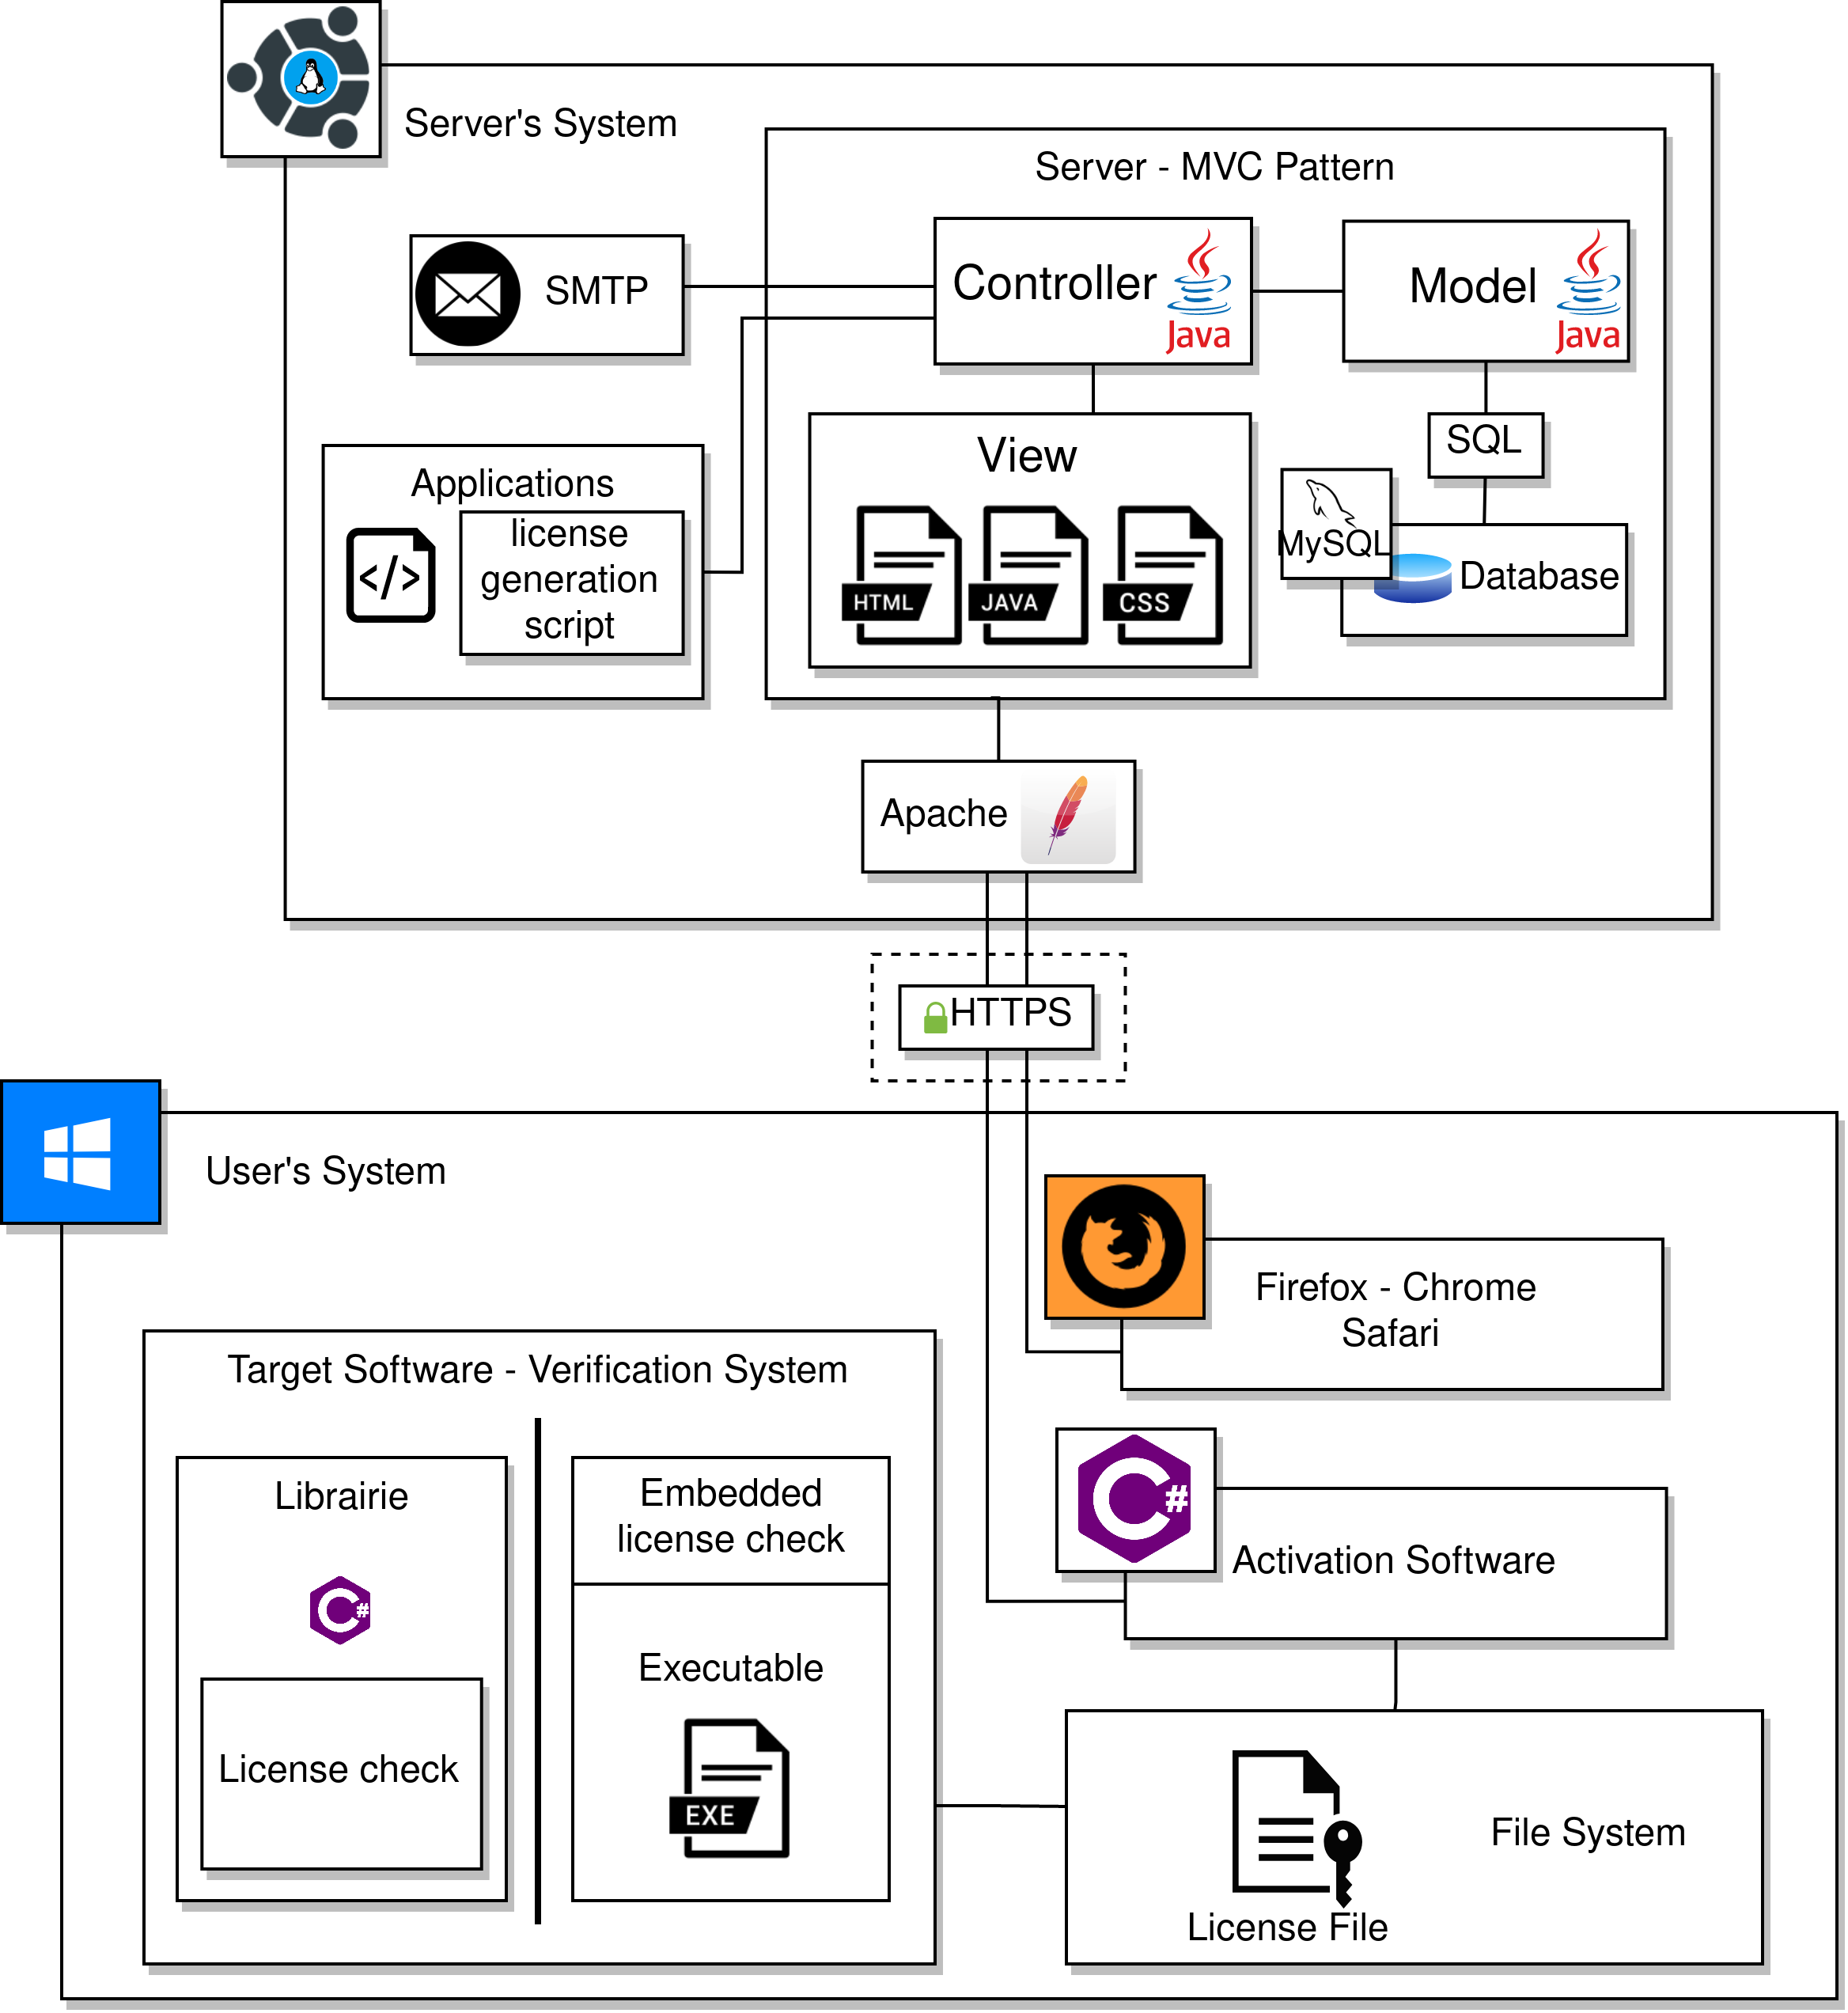 Server's System
Server - MVC Pattern
SMTP
Controller
Java
Model
Java
SQL
View
HTML
JAVA
CSS
MySQL
Database
Applications
</>
license
generation
script
Apache
HTTPS
User's System
Firefox - Chrome
Safari
Target Software - Verification System
Librairie
C#
License check
Embedded
license check
Executable
EXE
C#
Activation Software
File System
License File